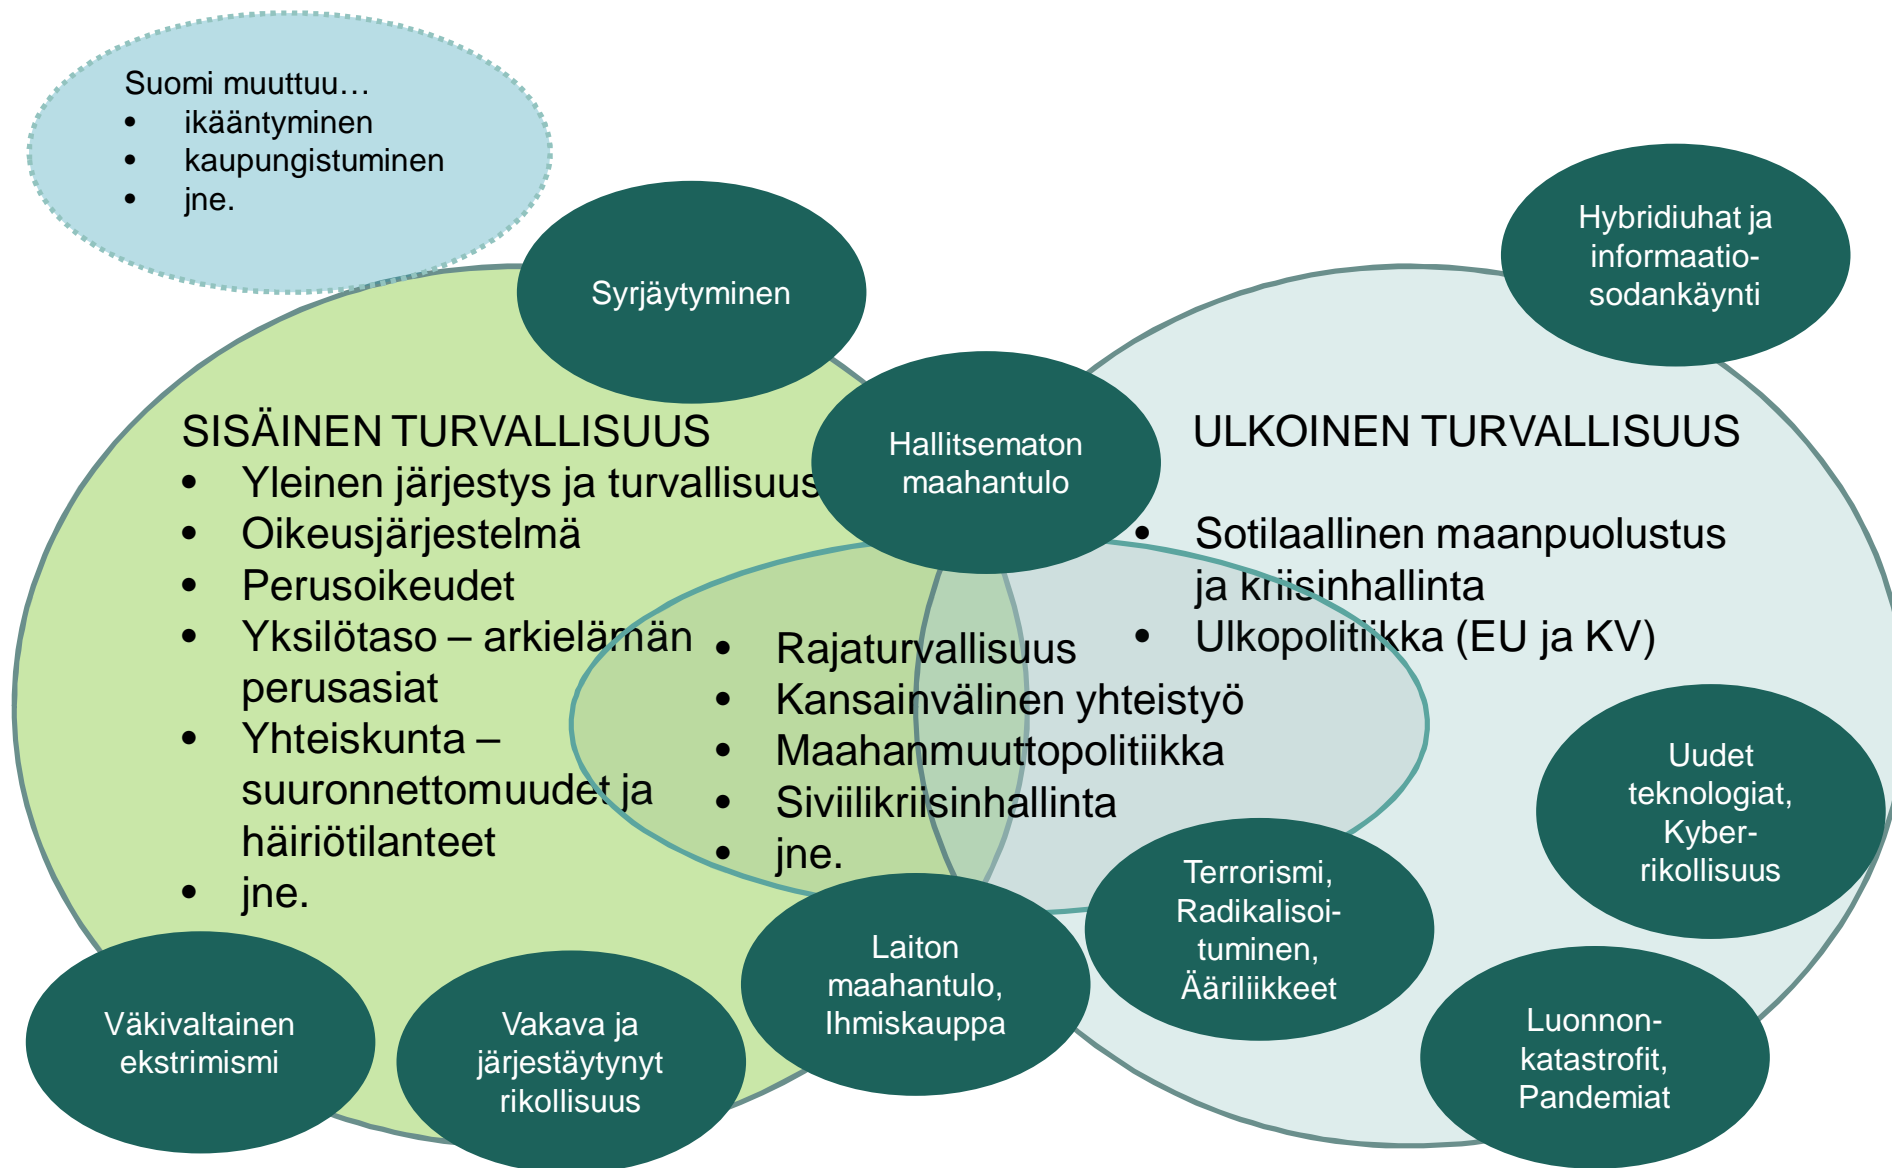 Suomi muuttuu…
• ikääntyminen
• kaupungistuminen
• jne.
Syrjäytyminen
Hybridiuhat ja
informaatio-
sodankäynti
Hallitsematon
maahantulo
SISÄINEN TURVALLISUUS
• Yleinen järjestys ja turvallisuus
• Oikeusjärjestelmä
• Perusoikeudet
• Yksilötaso – arkielämän
perusasiat
• Yhteiskunta –
suuronnettomuudet ja
häiriötilanteet
• jne.
• Rajaturvallisuus
• Kansainvälinen yhteistyö
• Maahanmuuttopolitiikka
• Siviilikriisinhallinta
• jne.
ULKOINEN TURVALLISUUS
• Sotilaallinen maanpuolustus
ja kriisinhallinta
• Ulkopolitiikka (EU ja KV)
Uudet
teknologiat,
Kyber-
rikollisuus
Terrorismi,
Radikalisoi-
tuminen,
Ääriliikkeet
Laiton
maahantulo,
Ihmiskauppa
Väkivaltainen
ekstrimismi
Vakava ja
järjestäytynyt
rikollisuus
Luonnon-
katastrofit,
Pandemiat